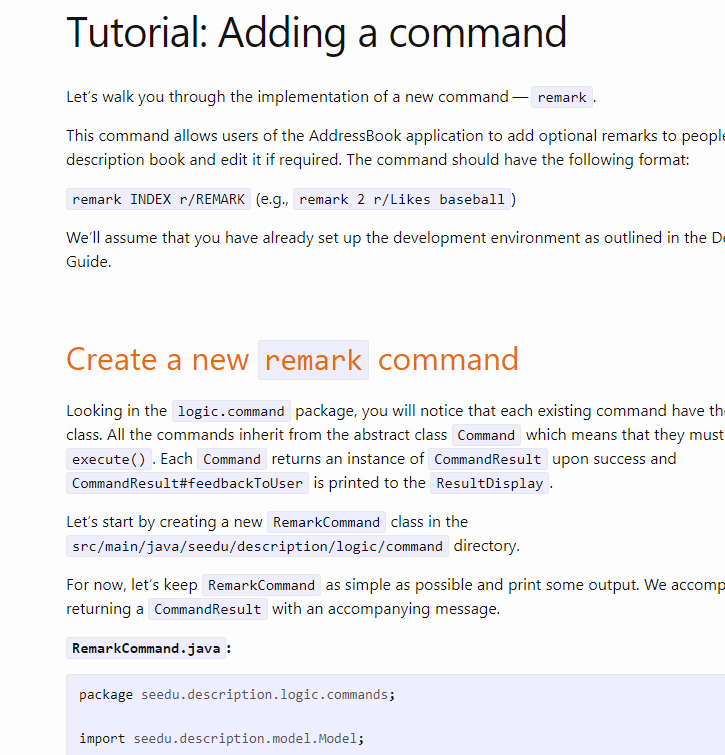 Tutorial: Adding a command
Let's walk you through the implementation of a new command — remark.
This command allows users of the AddressBook application to add optional remarks to people
description book and edit it if required. The command should have the following format:
remark INDEX r/REMARK (e.g., remark 2 r/Likes baseball)
We'll assume that you have already set up the development environment as outlined in the
Guide.
Create a new remark command
Looking in the logic.command package, you will notice that each existing command have
class. All the commands inherit from the abstract class Command which means that they must
execute(). Each Command returns an instance of CommandResult upon success and
CommandResult#feedbackToUser is printed to the ResultDisplay.
Let's start by creating a new RemarkCommand class in the
src/main/java/seedu/description/logic/command directory.
For now, let's keep RemarkCommand as simple as possible and print some output. We accomp
returning a CommandResult with an accompanying message.
RemarkCommand.java:
package seedu.description.logic.commands;
import seedu.description.model.Model;